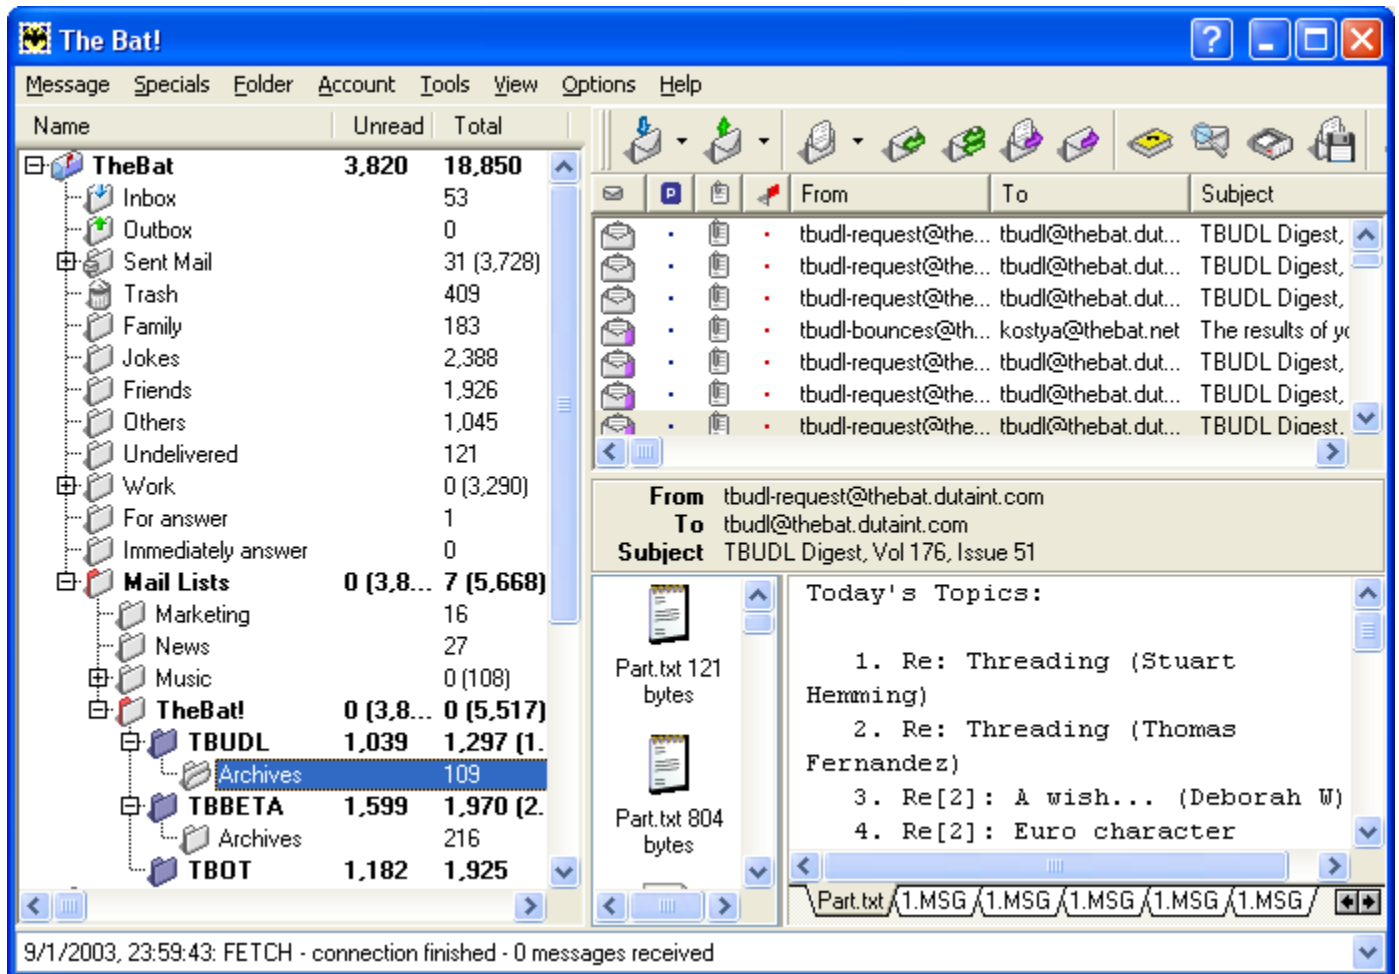 The Bat!
Message Specials Folder Account Tools View Options Help
Name Unread Total
TheBat 3,820 18,850
Inbox 53
Outbox 0
Sent Mail 31 (3,728)
Trash 409
Family 183
Jokes 2,388
Friends 1,926
Others 1,045
Undelivered 121
Work 0 (3,290)
For answer 1
Immediately answer 0
Mail Lists 0 (3,8... 7 (5,668)
Marketing 16
News 27
Music 0 (108)
TheBat! 0 (3,8... 0 (5,517)
TBUDL 1,039 1,297 (1.
Archives 109
TBBETA 1,599 1,970 (2.
Archives 216
TBOT 1,182 1,925
P From To Subject
tbudl-request@the... tbudl@thebat.dut... TBUDL Digest,
tbudl-request@the... tbudl@thebat.dut... TBUDL Digest,
tbudl-request@the... tbudl@thebat.dut... TBUDL Digest,
tbudl-bounces@th... kostya@thebat.net The results of yo
tbudl-request@the... tbudl@thebat.dut... TBUDL Digest,
tbudl-request@the... tbudl@thebat.dut... TBUDL Digest,
tbudl-request@the... tbudl@thebat.dut... TBUDL Digest,
From tbudl-request@thebat.dutaint.com
To tbudl@thebat.dutaint.com
Subject TBUDL Digest, Vol 176, Issue 51
Part.txt 121
bytes
Part.txt 804
bytes
Today's Topics:
1. Re: Threading (Stuart
Hemming)
2. Re: Threading (Thomas
Fernandez)
3. Re[2]: A wish... (Deborah W)
4. Re[2]: Euro character
Part.txt 1.MSG 1.MSG 1.MSG 1.MSG 1.MSG
9/1/2003, 23:59:43: FETCH - connection finished - 0 messages received